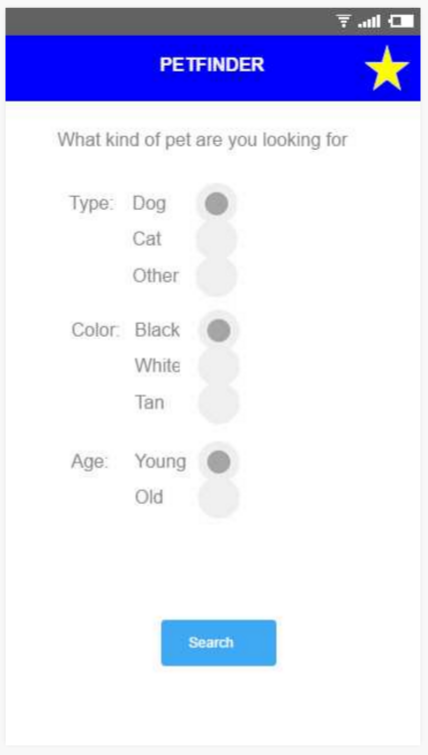 PETFINDER
What kind of pet are you looking for
Type: Dog
Cat
Other
Color: Black
White
Tan
Age: Young
Old
Search